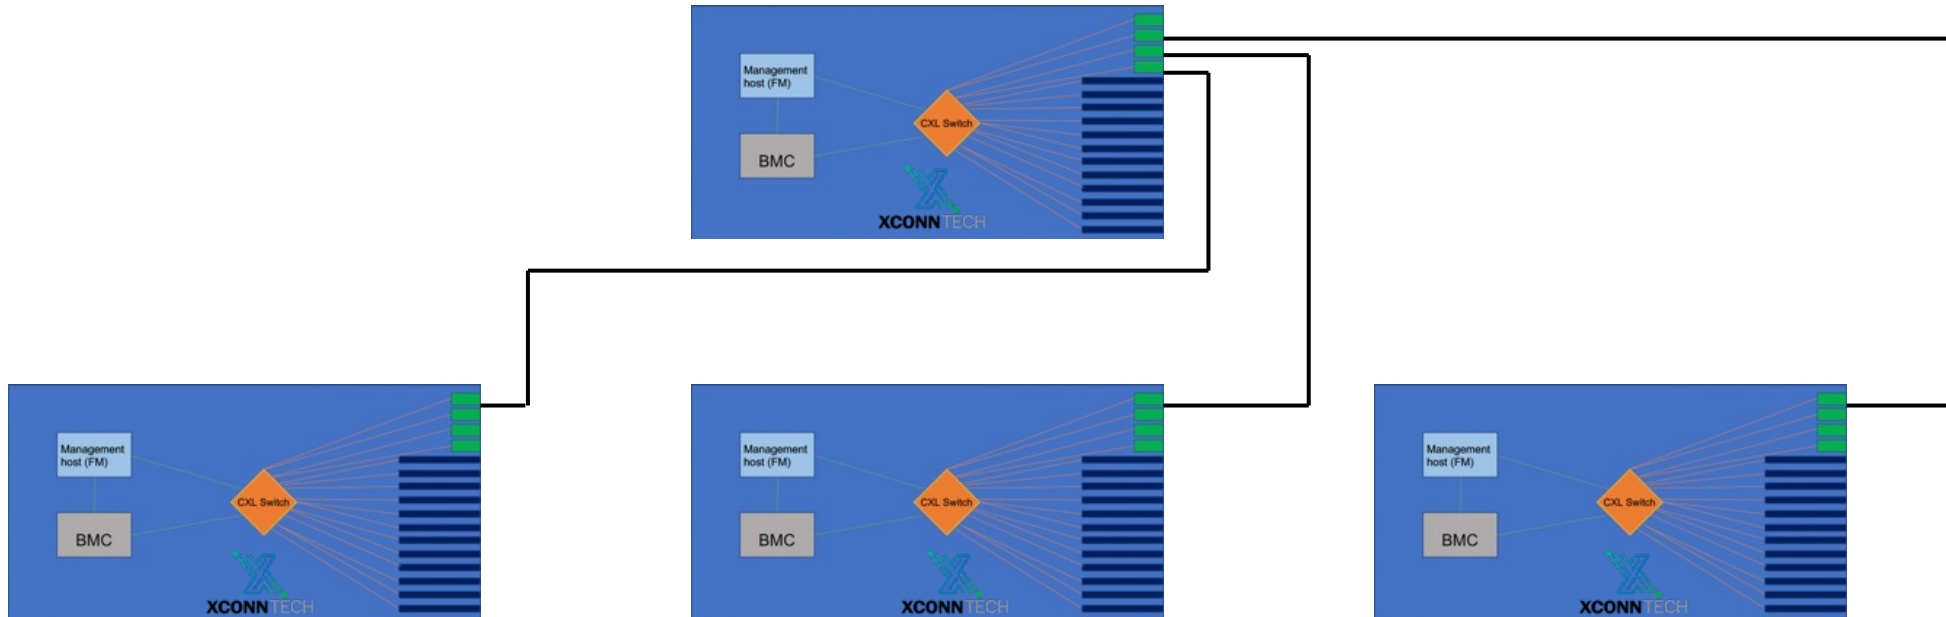 Management
host (FM)
CXL Switch
BMC
XCONNTECH
Management
host (FM)
CXL Switch
BMC
XCONNTECH
Management
host (FM)
CXL Switch
BMC
XCONNTECH
Management
host (FM)
CXL Switch
BMC
XCONNTECH